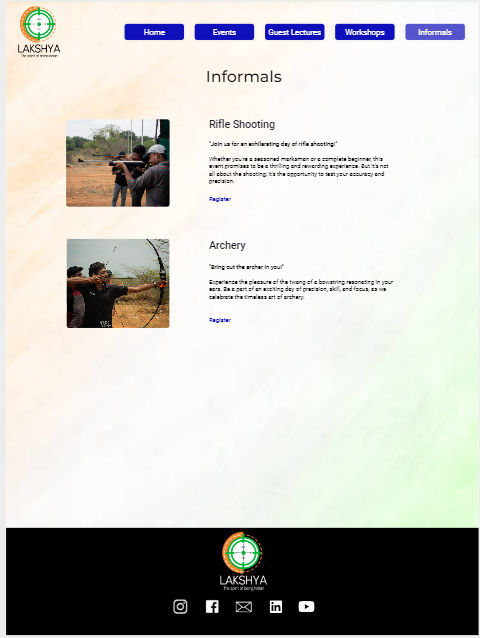 LAKSHYA
The spirit of being Indian
Home
Events
Guest Lectures
Workshops
Informals
Informals
Rifle Shooting
"Join us for an exhilarating day of rifle shooting!"
Whether you're a seasoned marksman or a complete beginner, this
event promises to be a thrilling and rewarding experience. But it's not
all about the shooting; it's the opportunity to test your accuracy and
precision.
Register
Archery
"Bring out the archer in you!"
Experience the pleasure of the twang of a bowstring resonating in your
ears. Be a part of an exciting day of precision, skill, and focus, as we
celebrate the timeless art of archery.
Register
LAKSHYA
The spirit of being Indian